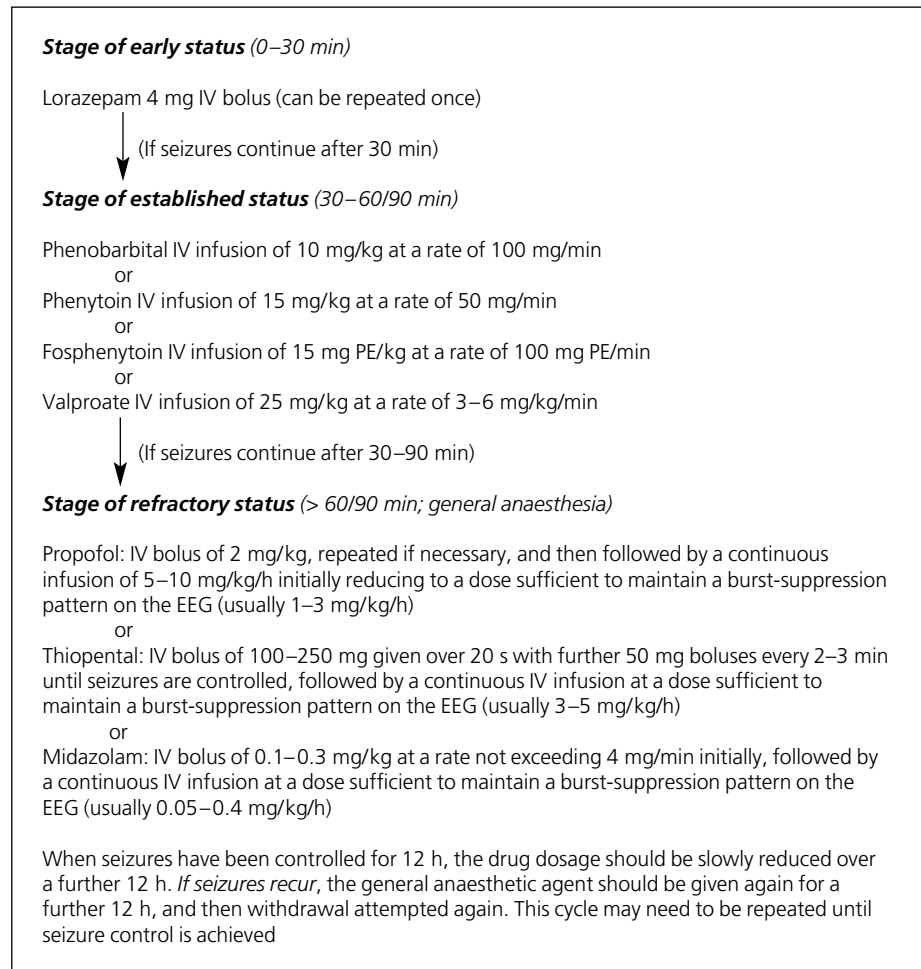 Stage of early status (0–30 min)
Lorazepam 4 mg IV bolus (can be repeated once)
(If seizures continue after 30 min)
Stage of established status (30–60/90 min)
Phenobarbital IV infusion of 10 mg/kg at a rate of 100 mg/min
or
Phenytoin IV infusion of 15 mg/kg at a rate of 50 mg/min
or
Fosphenytoin IV infusion of 15 mg PE/kg at a rate of 100 mg PE/min
or
Valproate IV infusion of 25 mg/kg at a rate of 3–6 mg/kg/min
(If seizures continue after 30–90 min)
Stage of refractory status (> 60/90 min; general anaesthesia)
Propofol: IV bolus of 2 mg/kg, repeated if necessary, and then followed by a continuous
infusion of 5–10 mg/kg/h initially reducing to a dose sufficient to maintain a burst-suppression
pattern on the EEG (usually 1–3 mg/kg/h)
or
Thiopental: IV bolus of 100–250 mg given over 20 s with further 50 mg boluses every 2–3 min
until seizures are controlled, followed by a continuous IV infusion at a dose sufficient to
maintain a burst-suppression pattern on the EEG (usually 3–5 mg/kg/h)
or
Midazolam: IV bolus of 0.1–0.3 mg/kg at a rate not exceeding 4 mg/min initially, followed by
a continuous IV infusion at a dose sufficient to maintain a burst-suppression pattern on the
EEG (usually 0.05–0.4 mg/kg/h)
When seizures have been controlled for 12 h, the drug dosage should be slowly reduced over
a further 12 h. If seizures recur, the general anaesthetic agent should be given again for a
further 12 h, and then withdrawal attempted again. This cycle may need to be repeated until
seizure control is achieved